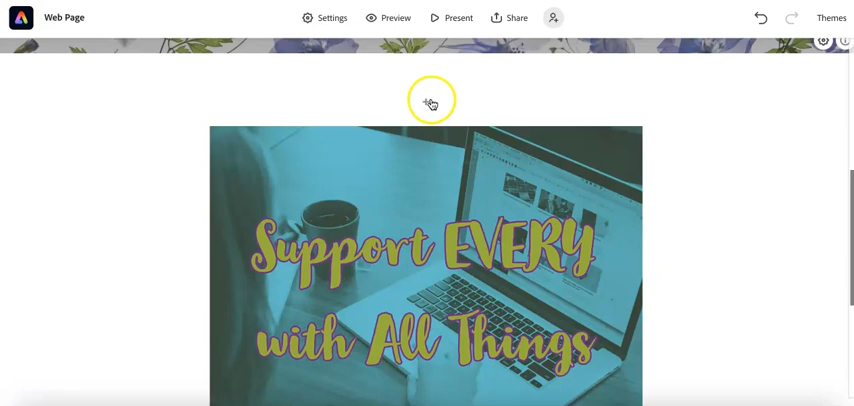 Web Page
Settings
Preview
Present
Share
Themes
Support EVERY
with All Things